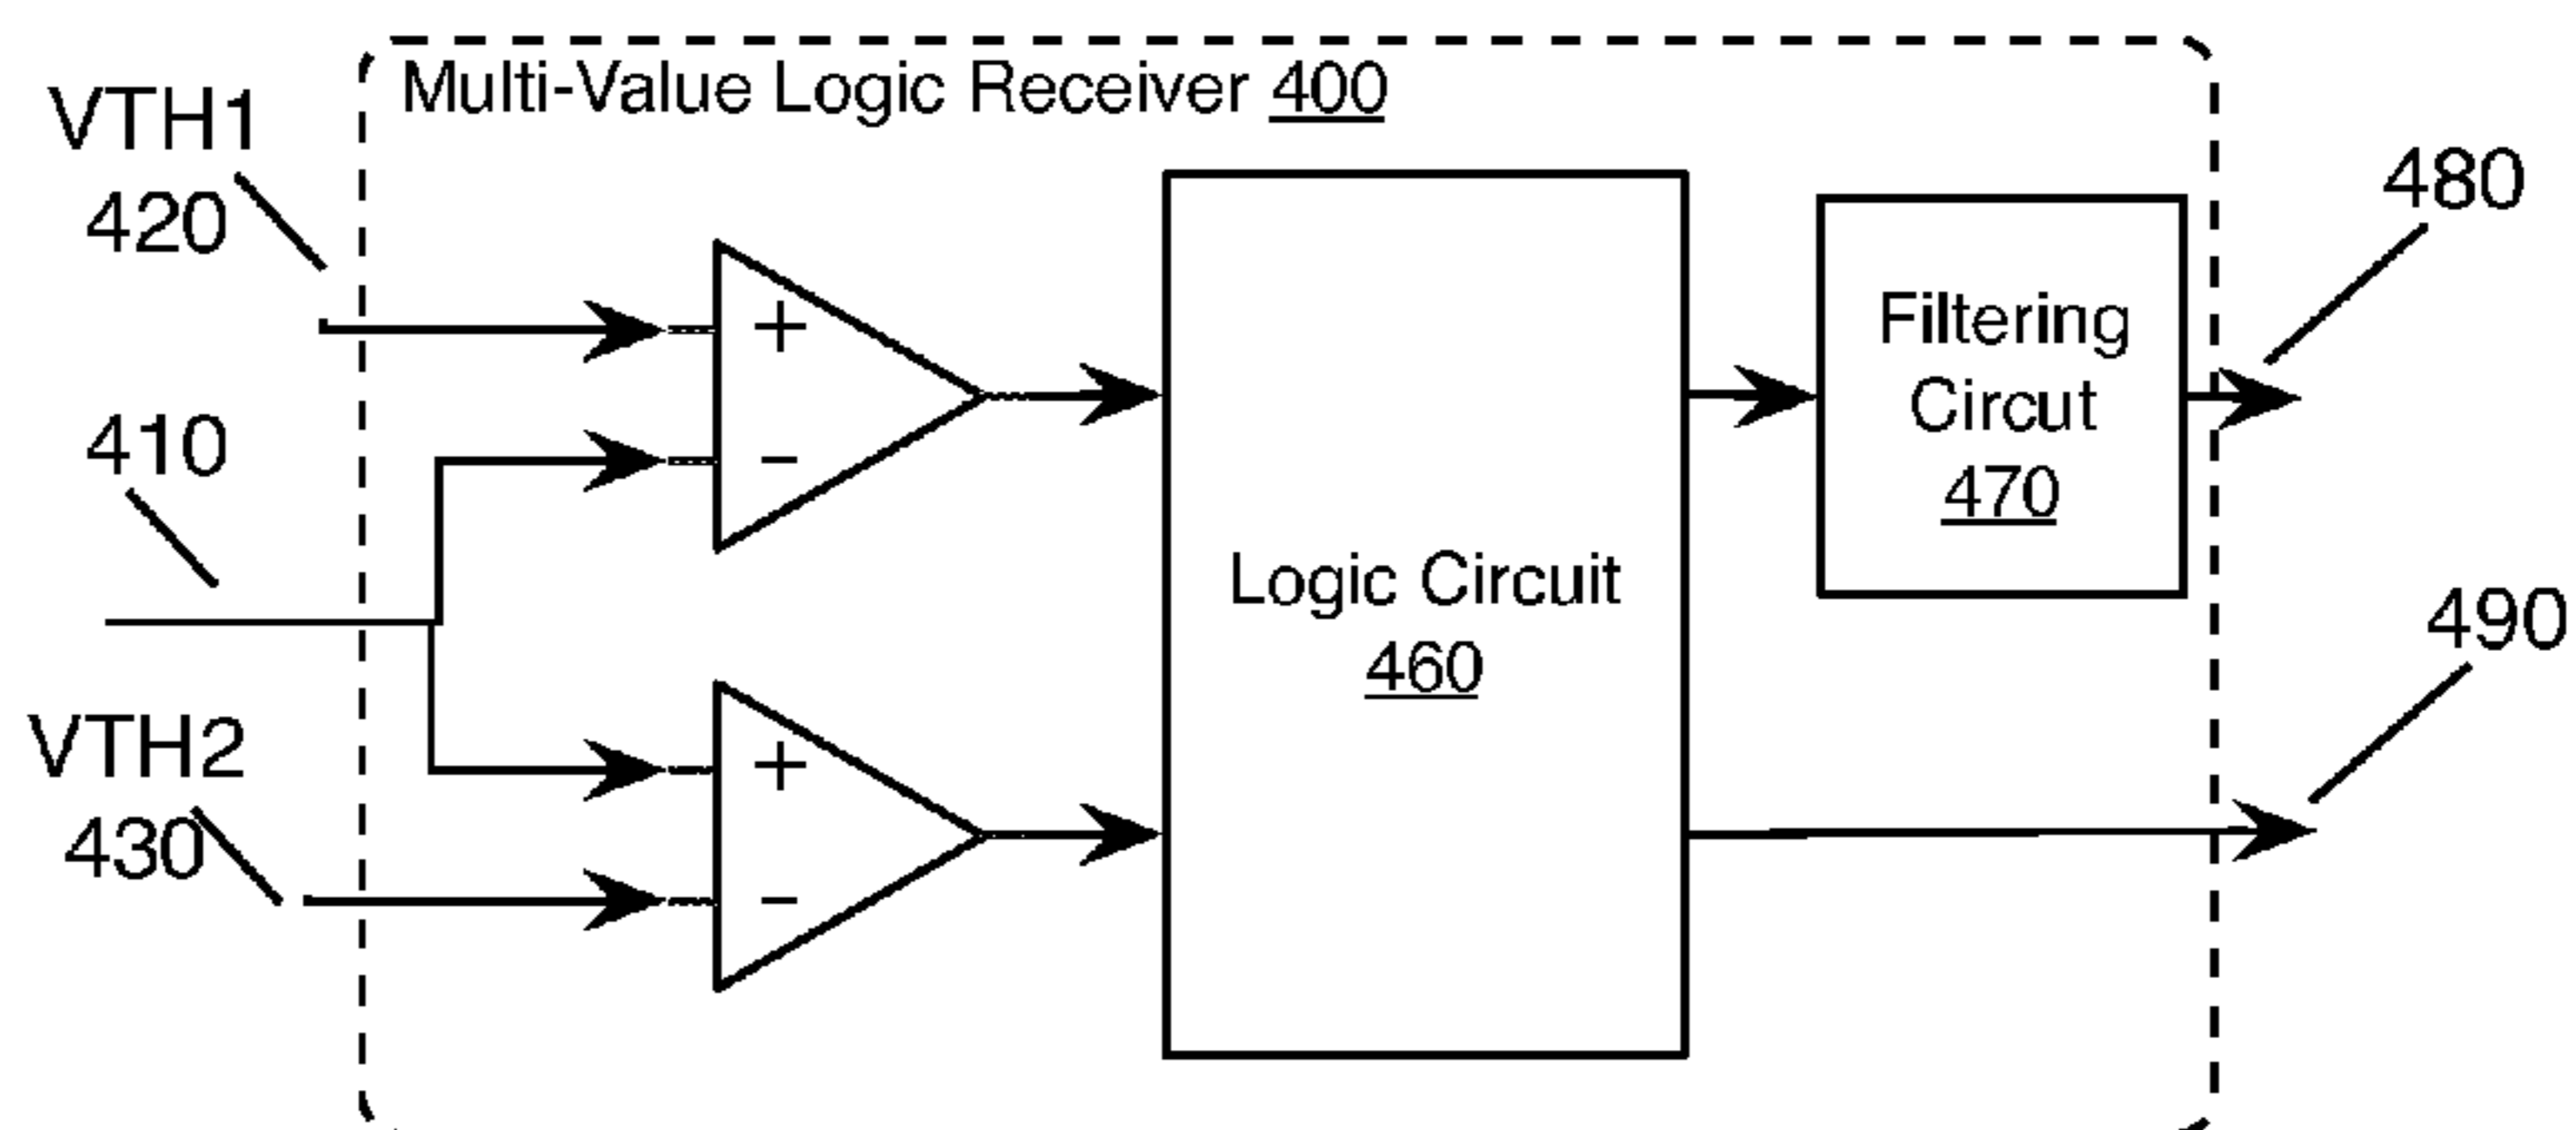 Multi-Value Logic Receiver 400
VTH1
420
410
VTH2
430
+
−
+
−
Logic Circuit
460
Filtering
Circut
470
480
490